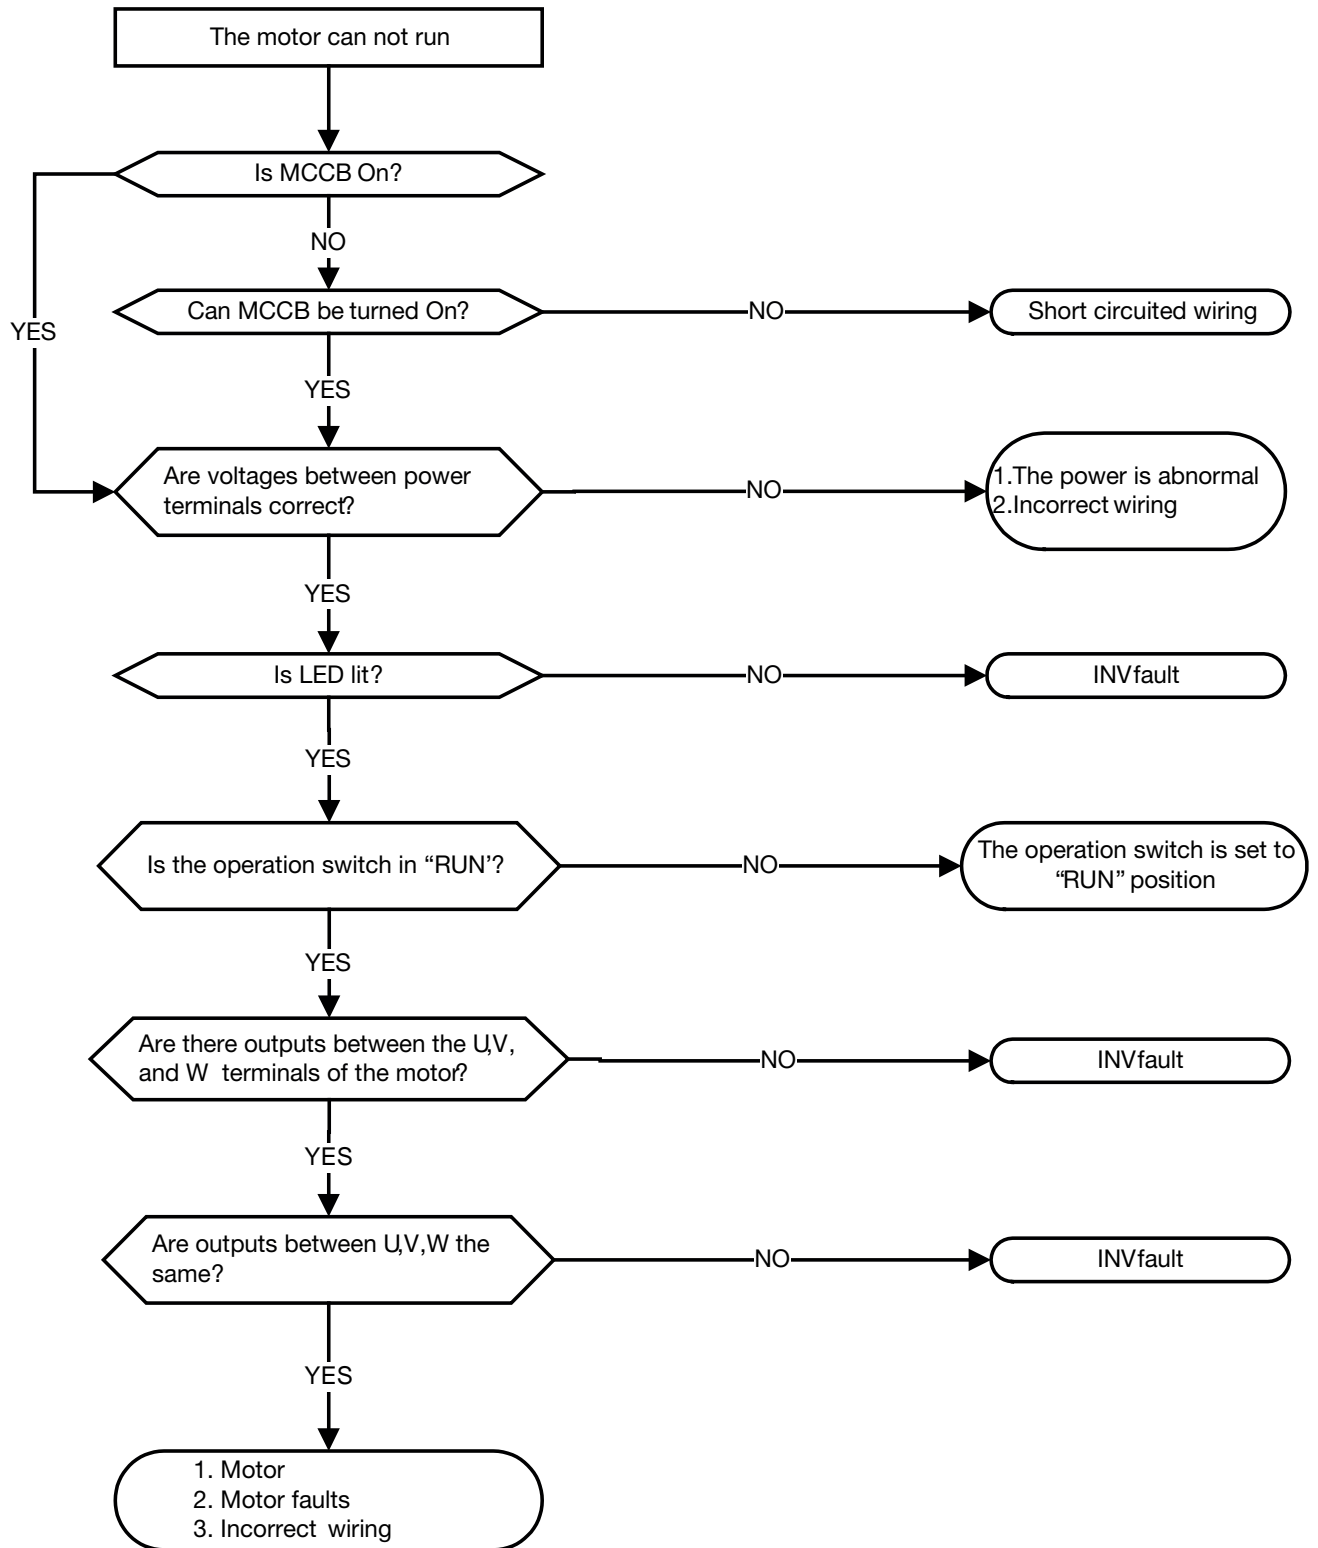 The motor can not run
Is MCCB On?
NO
YES
Can MCCB be turned On?
NO
Short circuited wiring
YES
Are voltages between power
terminals correct?
NO
1.The power is abnormal
2.Incorrect wiring
YES
Is LED lit?
NO
INVfault
YES
Is the operation switch in “RUN’?
NO
The operation switch is set to
“RUN” position
YES
Are there outputs between the U,V,
and W terminals of the motor?
NO
INVfault
YES
Are outputs between U,V,W the
same?
NO
INVfault
YES
1. Motor
2. Motor faults
3. Incorrect wiring